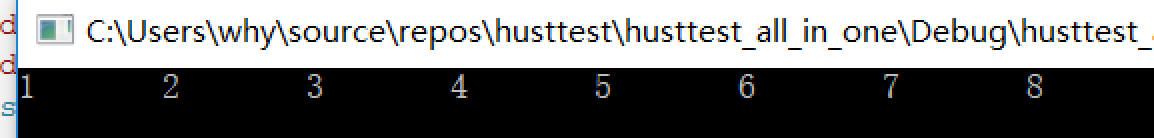 C:\Users\why\source\repos\husttest\husttest_all_in_one\Debug\husttest_
1 2 3 4 5 6 7 8